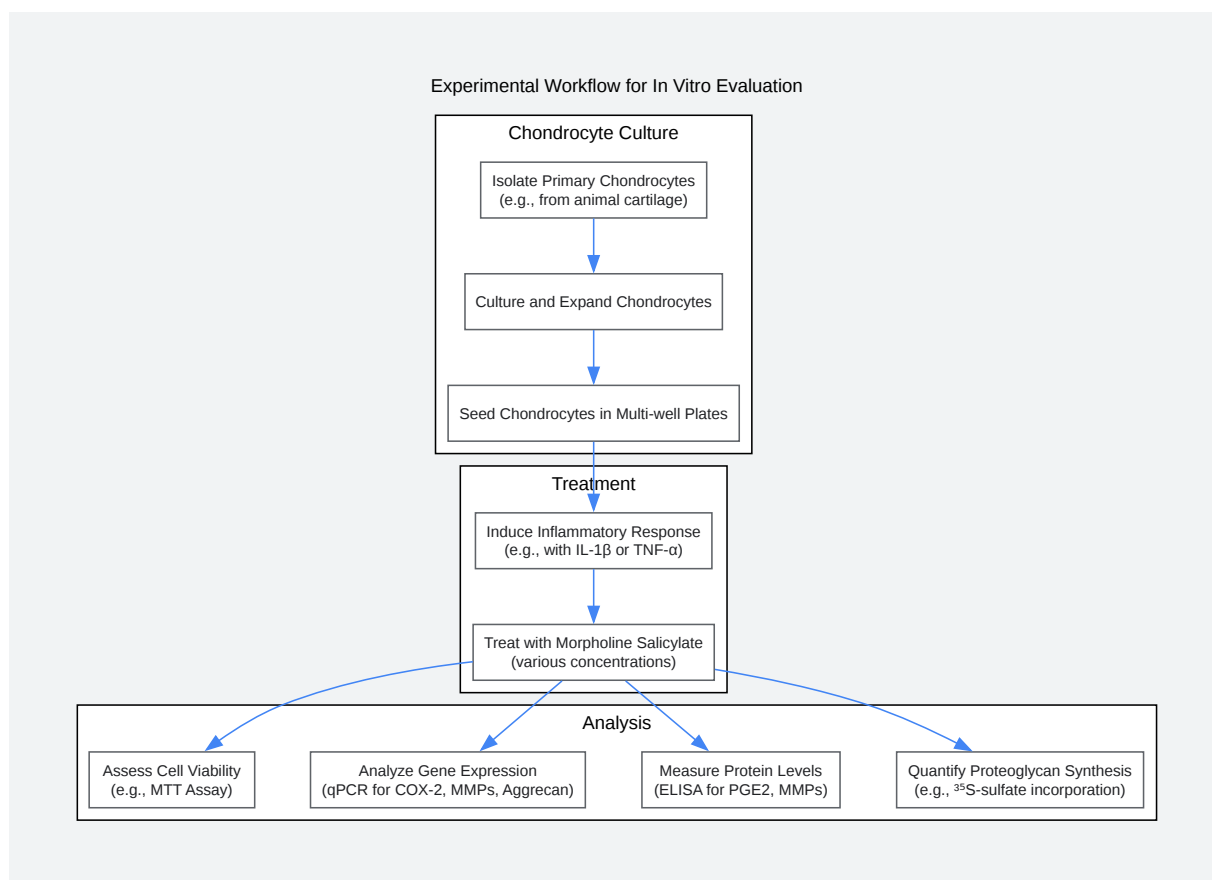 Experimental Workflow for In Vitro Evaluation
Chondrocyte Culture
Isolate Primary Chondrocytes
(e.g., from animal cartilage)
Culture and Expand Chondrocytes
Seed Chondrocytes in Multi-well Plates
Treatment
Induce Inflammatory Response
(e.g., with IL-1β or TNF-α)
Treat with Morpholine Salicylate
(various concentrations)
Analysis
Assess Cell Viability
(e.g., MTT Assay)
Analyze Gene Expression
(qPCR for COX-2, MMPs, Aggrecan)
Measure Protein Levels
(ELISA for PGE2, MMPs)
Quantify Proteoglycan Synthesis
(e.g., ³⁵S-sulfate incorporation)